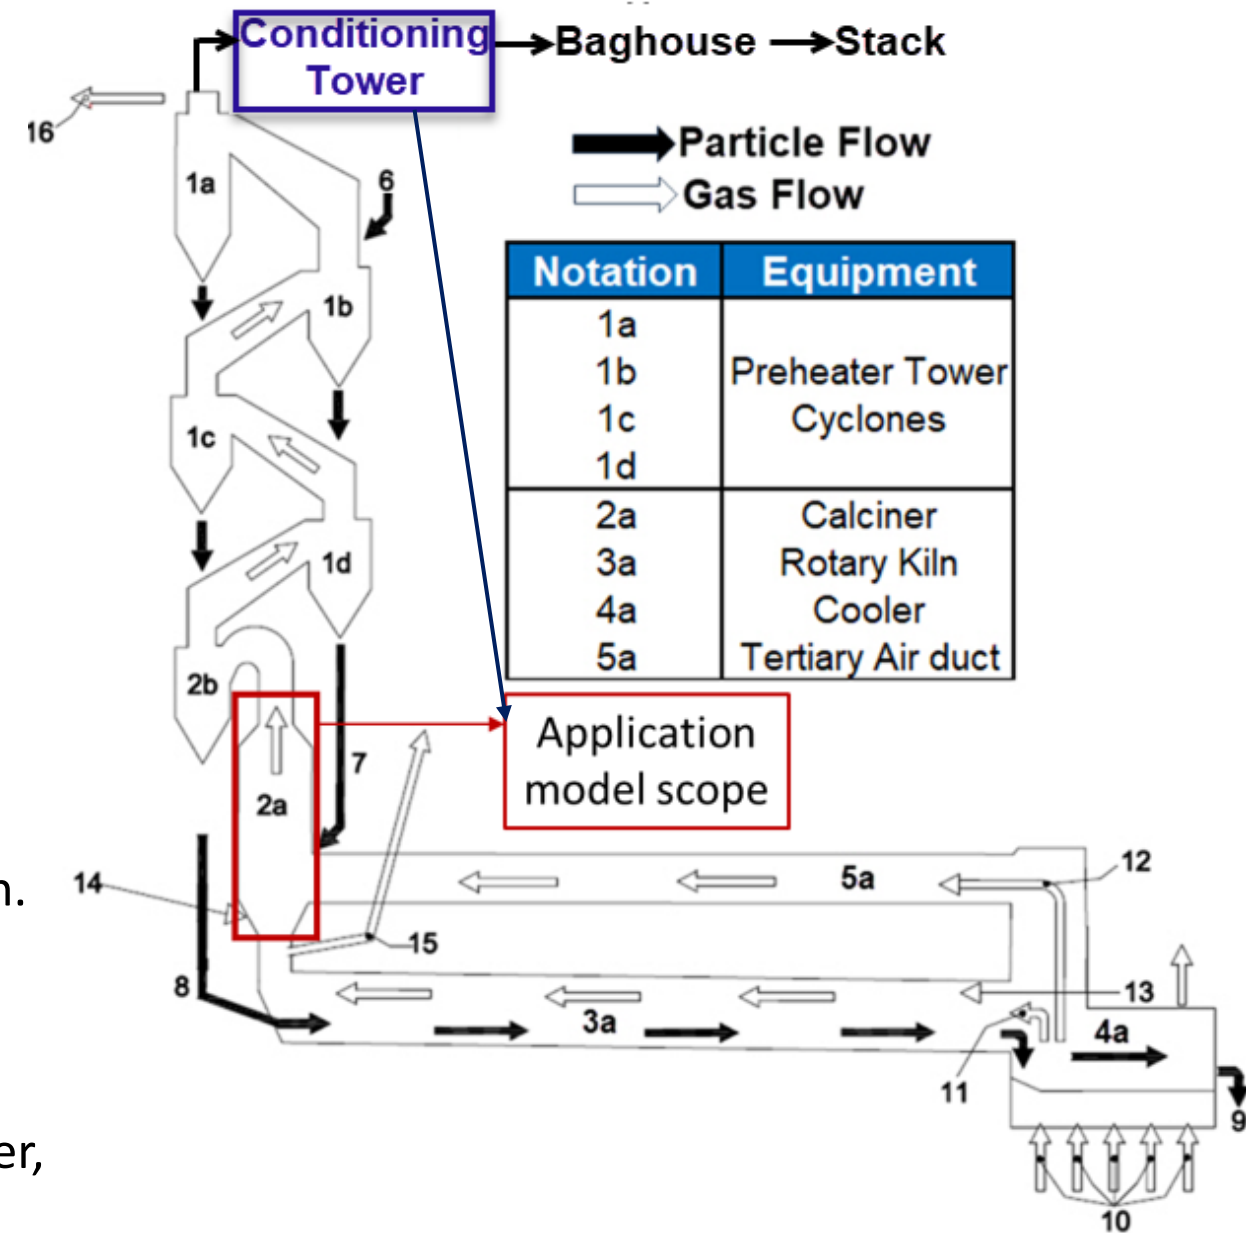 Conditioning
Tower
Baghouse
Stack
16
1a
6
Particle Flow
Gas Flow
1b
Notation Equipment
1a
1b Preheater Tower
1c Cyclones
1d
2a Calciner
3a Rotary Kiln
4a Cooler
5a Tertiary Air duct
1c
1d
2b
Application
model scope
7
2a
14
n.
5a
12
15
8
13
3a
4a
11
9
er,
10